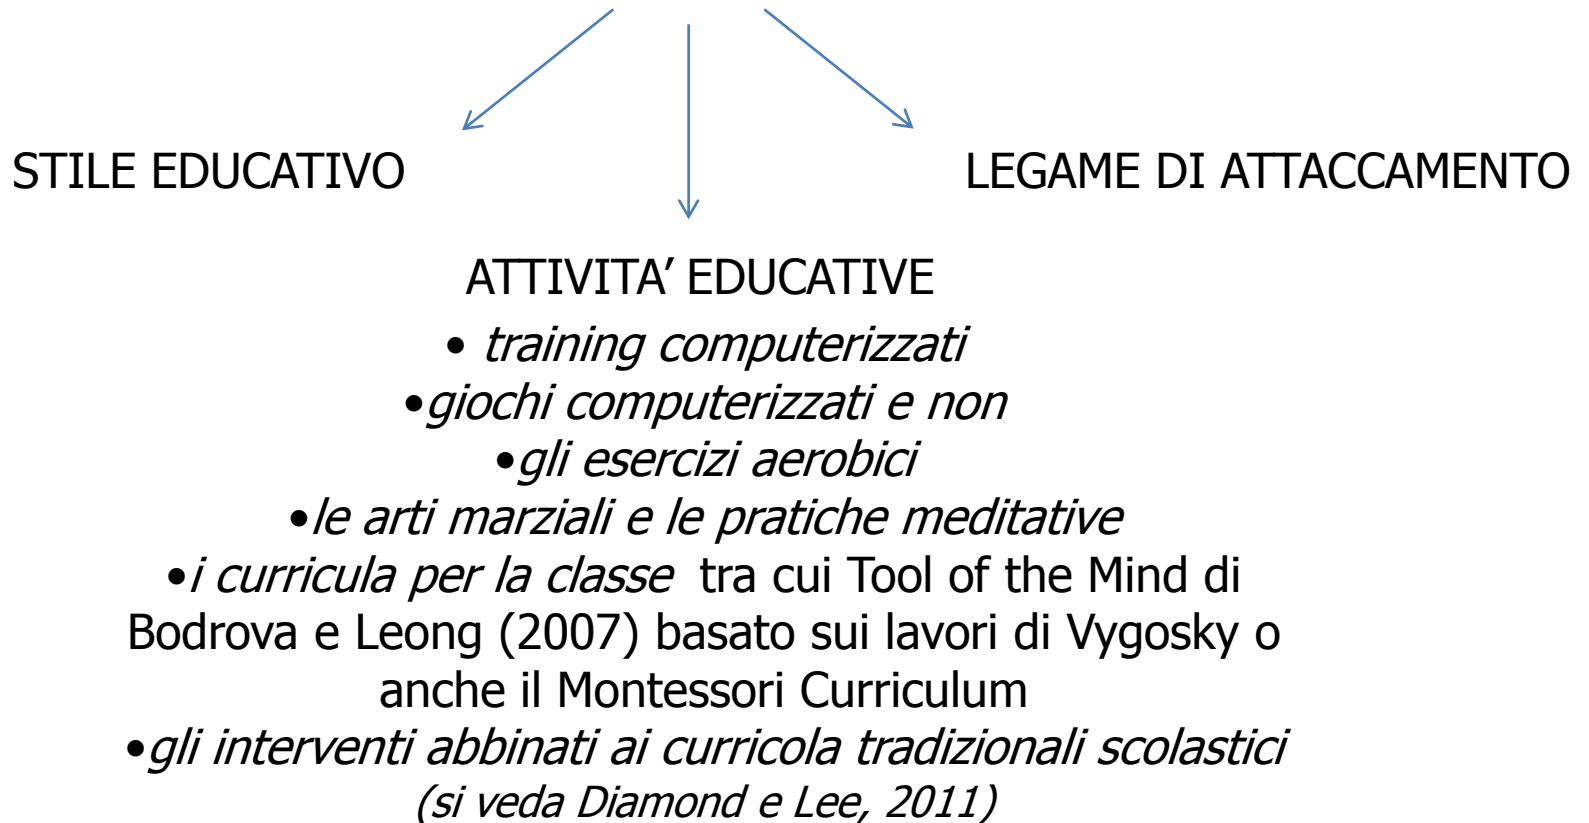 STILE EDUCATIVO
LEGAME DI ATTACCAMENTO
ATTIVITA’ EDUCATIVE
• training computerizzati
•giochi computerizzati e non
•gli esercizi aerobici
•le arti marziali e le pratiche meditative
•i curricula per la classe tra cui Tool of the Mind di
Bodrova e Leong (2007) basato sui lavori di Vygosky o
anche il Montessori Curriculum
•gli interventi abbinati ai curricola tradizionali scolastici
(si veda Diamond e Lee, 2011)